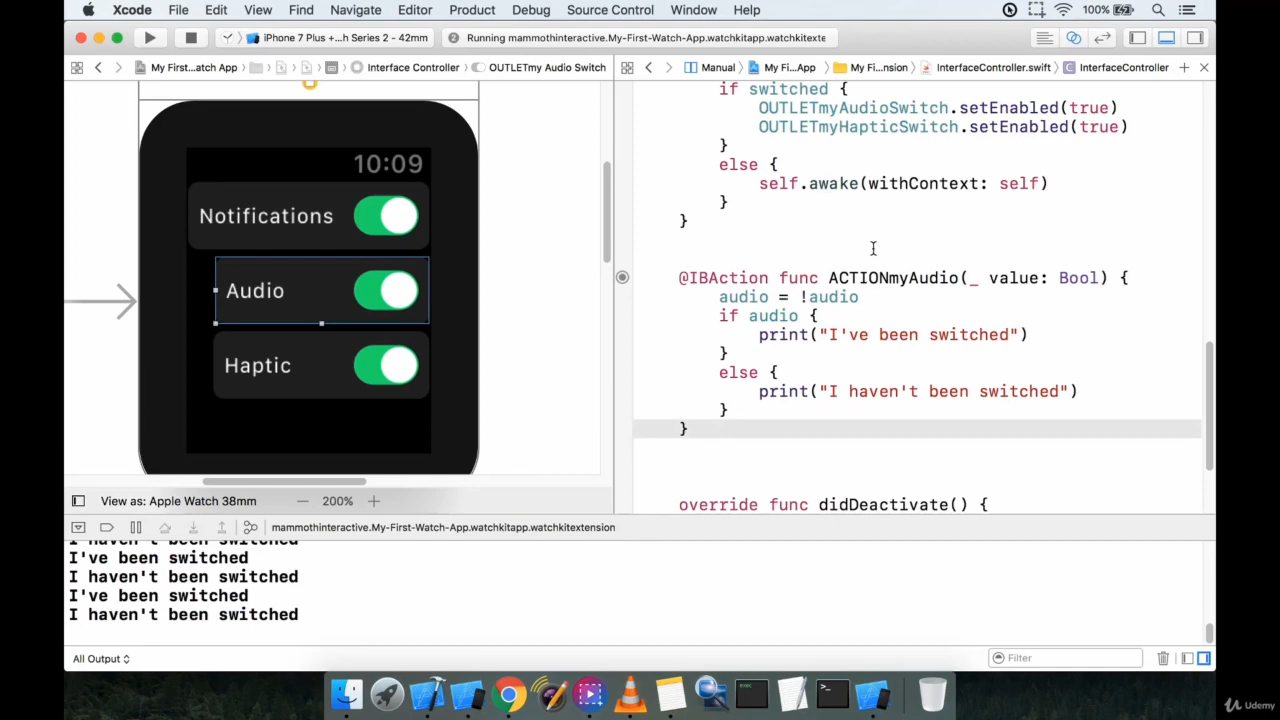 Xcode File Edit View Find Navigate Editor Product Debug Source Control Window Help 100%
iPhone 7 Plus +...h Series 2 - 42mm 2 Running mammothinteractive.My-First-Watch-App.watchkitapp.watchkitexte
My First...atch App Interface Controller OUTLETmy Audio Switch
Manual My Fi...App My Fi...nsion InterfaceController.swift C InterfaceController
10:09
Notifications
Audio
Haptic
View as: Apple Watch 38mm 200%
if switched {
OUTLETmyAudioSwitch.setEnabled(true)
OUTLETmyHapticSwitch.setEnabled(true)
}
else {
self.awake(withContext: self)
}
}
@IBAction func ACTIONmyAudio(_ value: Bool) {
audio = !audio
if audio {
print("I've been switched")
}
else {
print("I haven't been switched")
}
}
override func didDeactivate() {
mammothinteractive.My-First-Watch-App.watchkitapp.watchkitextension
I haven't been switched
I've been switched
I haven't been switched
I've been switched
I haven't been switched
All Output
Filter
exec
>_
Udemy